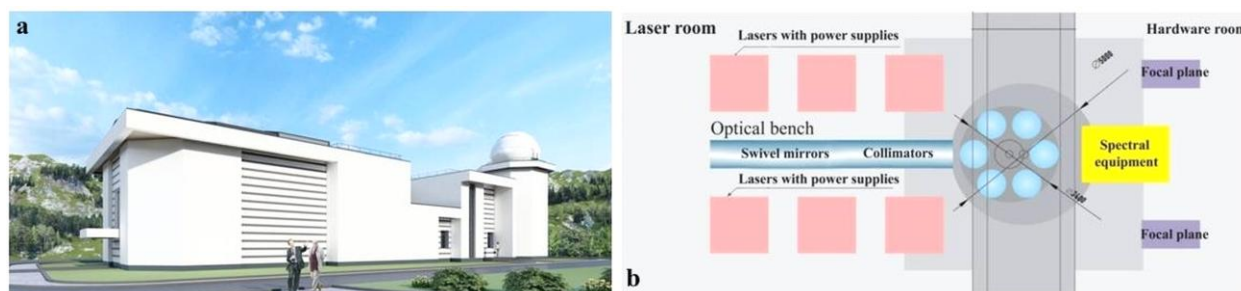 a
Laser room
Lasers with power supplies
Hardware room
Focal plane
Optical bench
Swivel mirrors
Collimators
Spectral
equipment
Lasers with power supplies
Focal plane
b